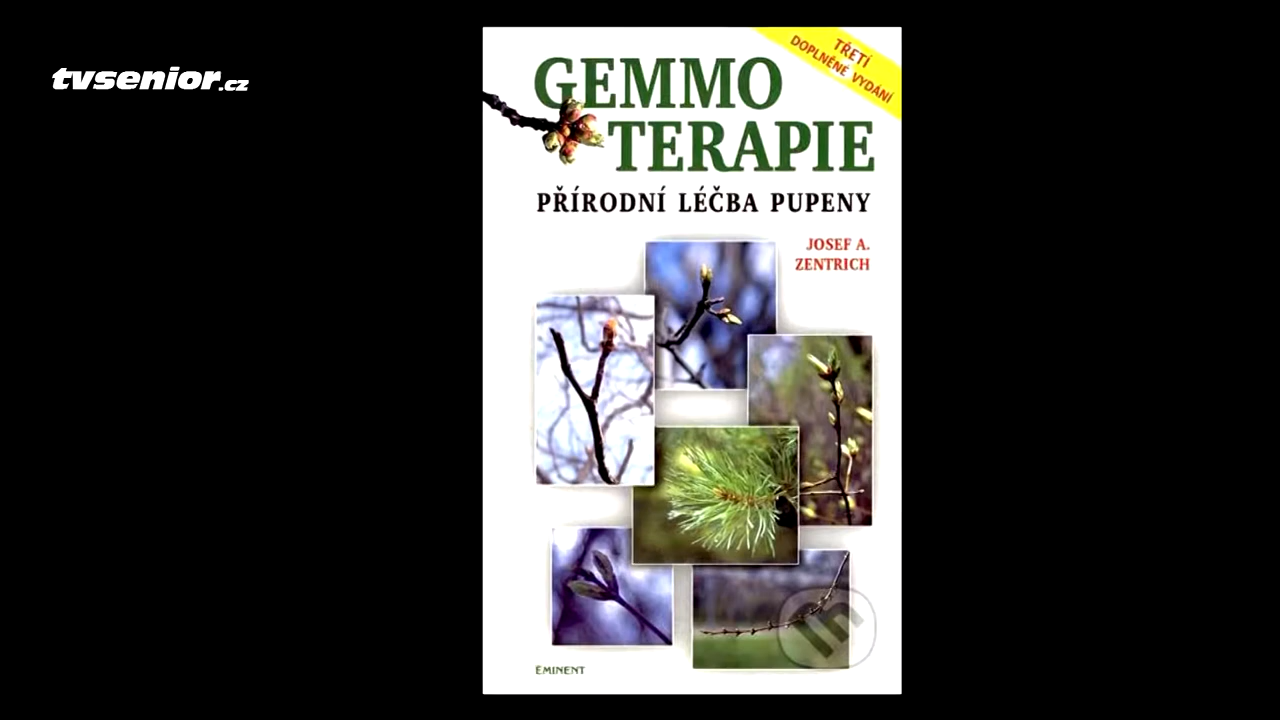 tvsenior.cz
TŘETÍ
DOPLNĚNÉ VYDÁNÍ
GEMMO
TERAPIE
PŘÍRODNÍ LÉČBA PUPENY
JOSEF A.
ZENTRICH
EMINENT